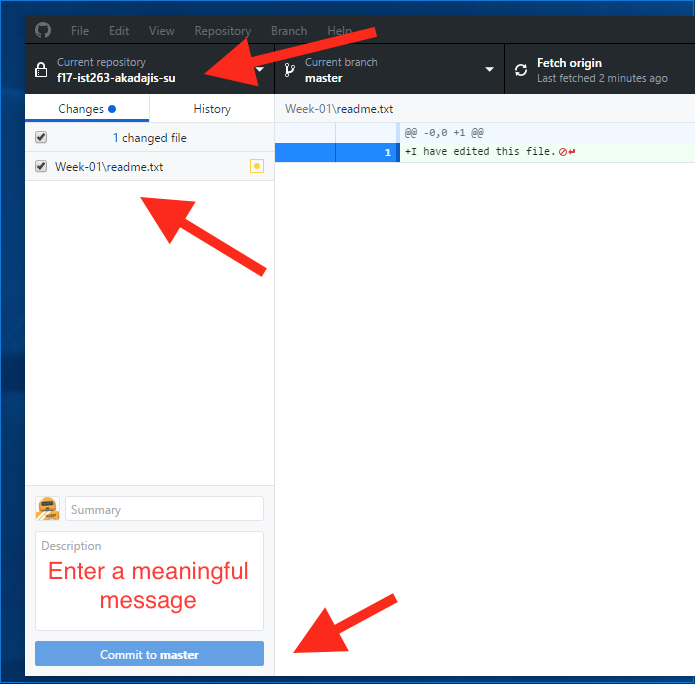 File Edit View Repository Branch Help
Current repository
f17-ist263-akadajis-su
Current branch
master
Fetch origin
Last fetched 2 minutes ago
Changes History
Week-01\readme.txt
1 changed file
@@ -0,0 +1 @@
Week-01\readme.txt
1 +I have edited this file.
Summary
Description
Enter a meaningful
message
Commit to master